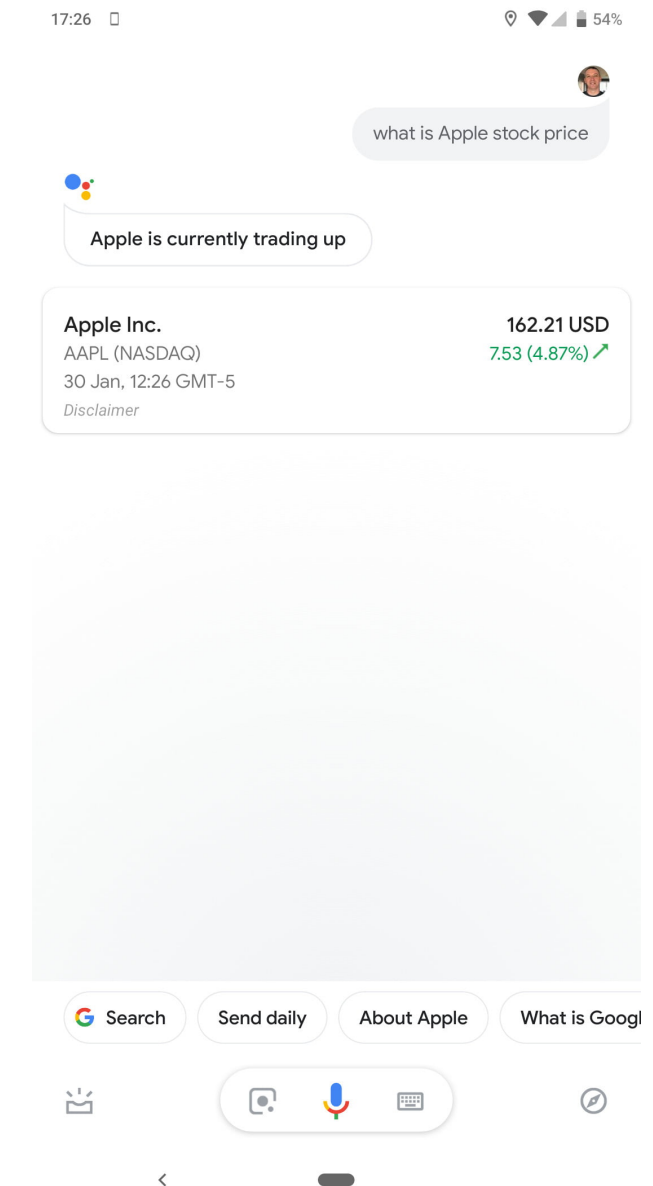 17:26
54%
what is Apple stock price
Apple is currently trading up
Apple Inc.
162.21 USD
AAPL (NASDAQ)
7.53 (4.87%)
30 Jan, 12:26 GMT-5
Disclaimer
Search
Send daily
About Apple
What is Googl